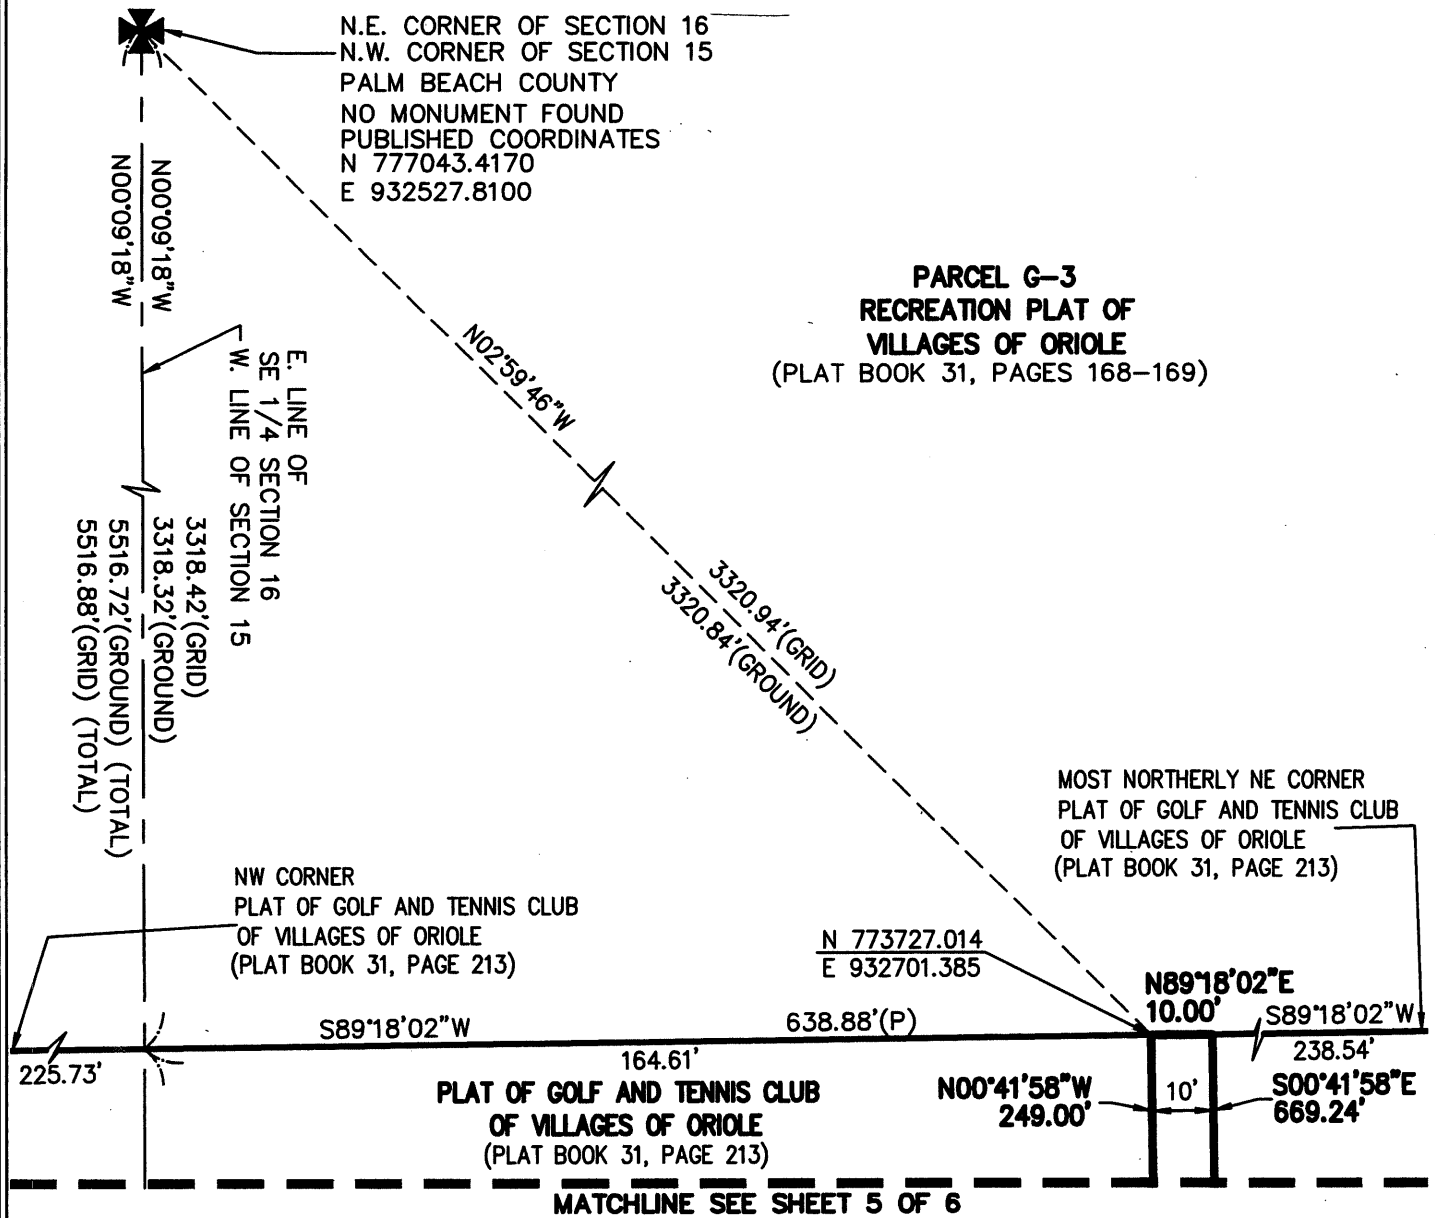 N.E. CORNER OF SECTION 16
N.W. CORNER OF SECTION 15
PALM BEACH COUNTY
NO MONUMENT FOUND
PUBLISHED COORDINATES
N 777043.4170
E 932527.8100
N00°09'18"W
N00°09'18"W
PARCEL G-3
RECREATION PLAT OF
VILLAGES OF ORIOLE
(PLAT BOOK 31, PAGES 168-169)
N02°59'46"W
E. LINE OF
SE 1/4 SECTION 16
W. LINE OF SECTION 15
3318.42'(GRID)
3318.32'(GROUND)
5516.72'(GROUND) (TOTAL)
5516.88'(GRID) (TOTAL)
3320.94'(GRID)
3320.84'(GROUND)
MOST NORTHERLY NE CORNER
PLAT OF GOLF AND TENNIS CLUB
OF VILLAGES OF ORIOLE
(PLAT BOOK 31, PAGE 213)
NW CORNER
PLAT OF GOLF AND TENNIS CLUB
OF VILLAGES OF ORIOLE
(PLAT BOOK 31, PAGE 213)
N 773727.014
E 932701.385
N89°18'02"E
10.00'
S89°18'02"W
638.88'(P)
S89°18'02"W
225.73'
164.61'
238.54'
PLAT OF GOLF AND TENNIS CLUB
OF VILLAGES OF ORIOLE
(PLAT BOOK 31, PAGE 213)
N00°41'58"W
249.00'
10'
S00°41'58"E
669.24'
MATCHLINE SEE SHEET 5 OF 6